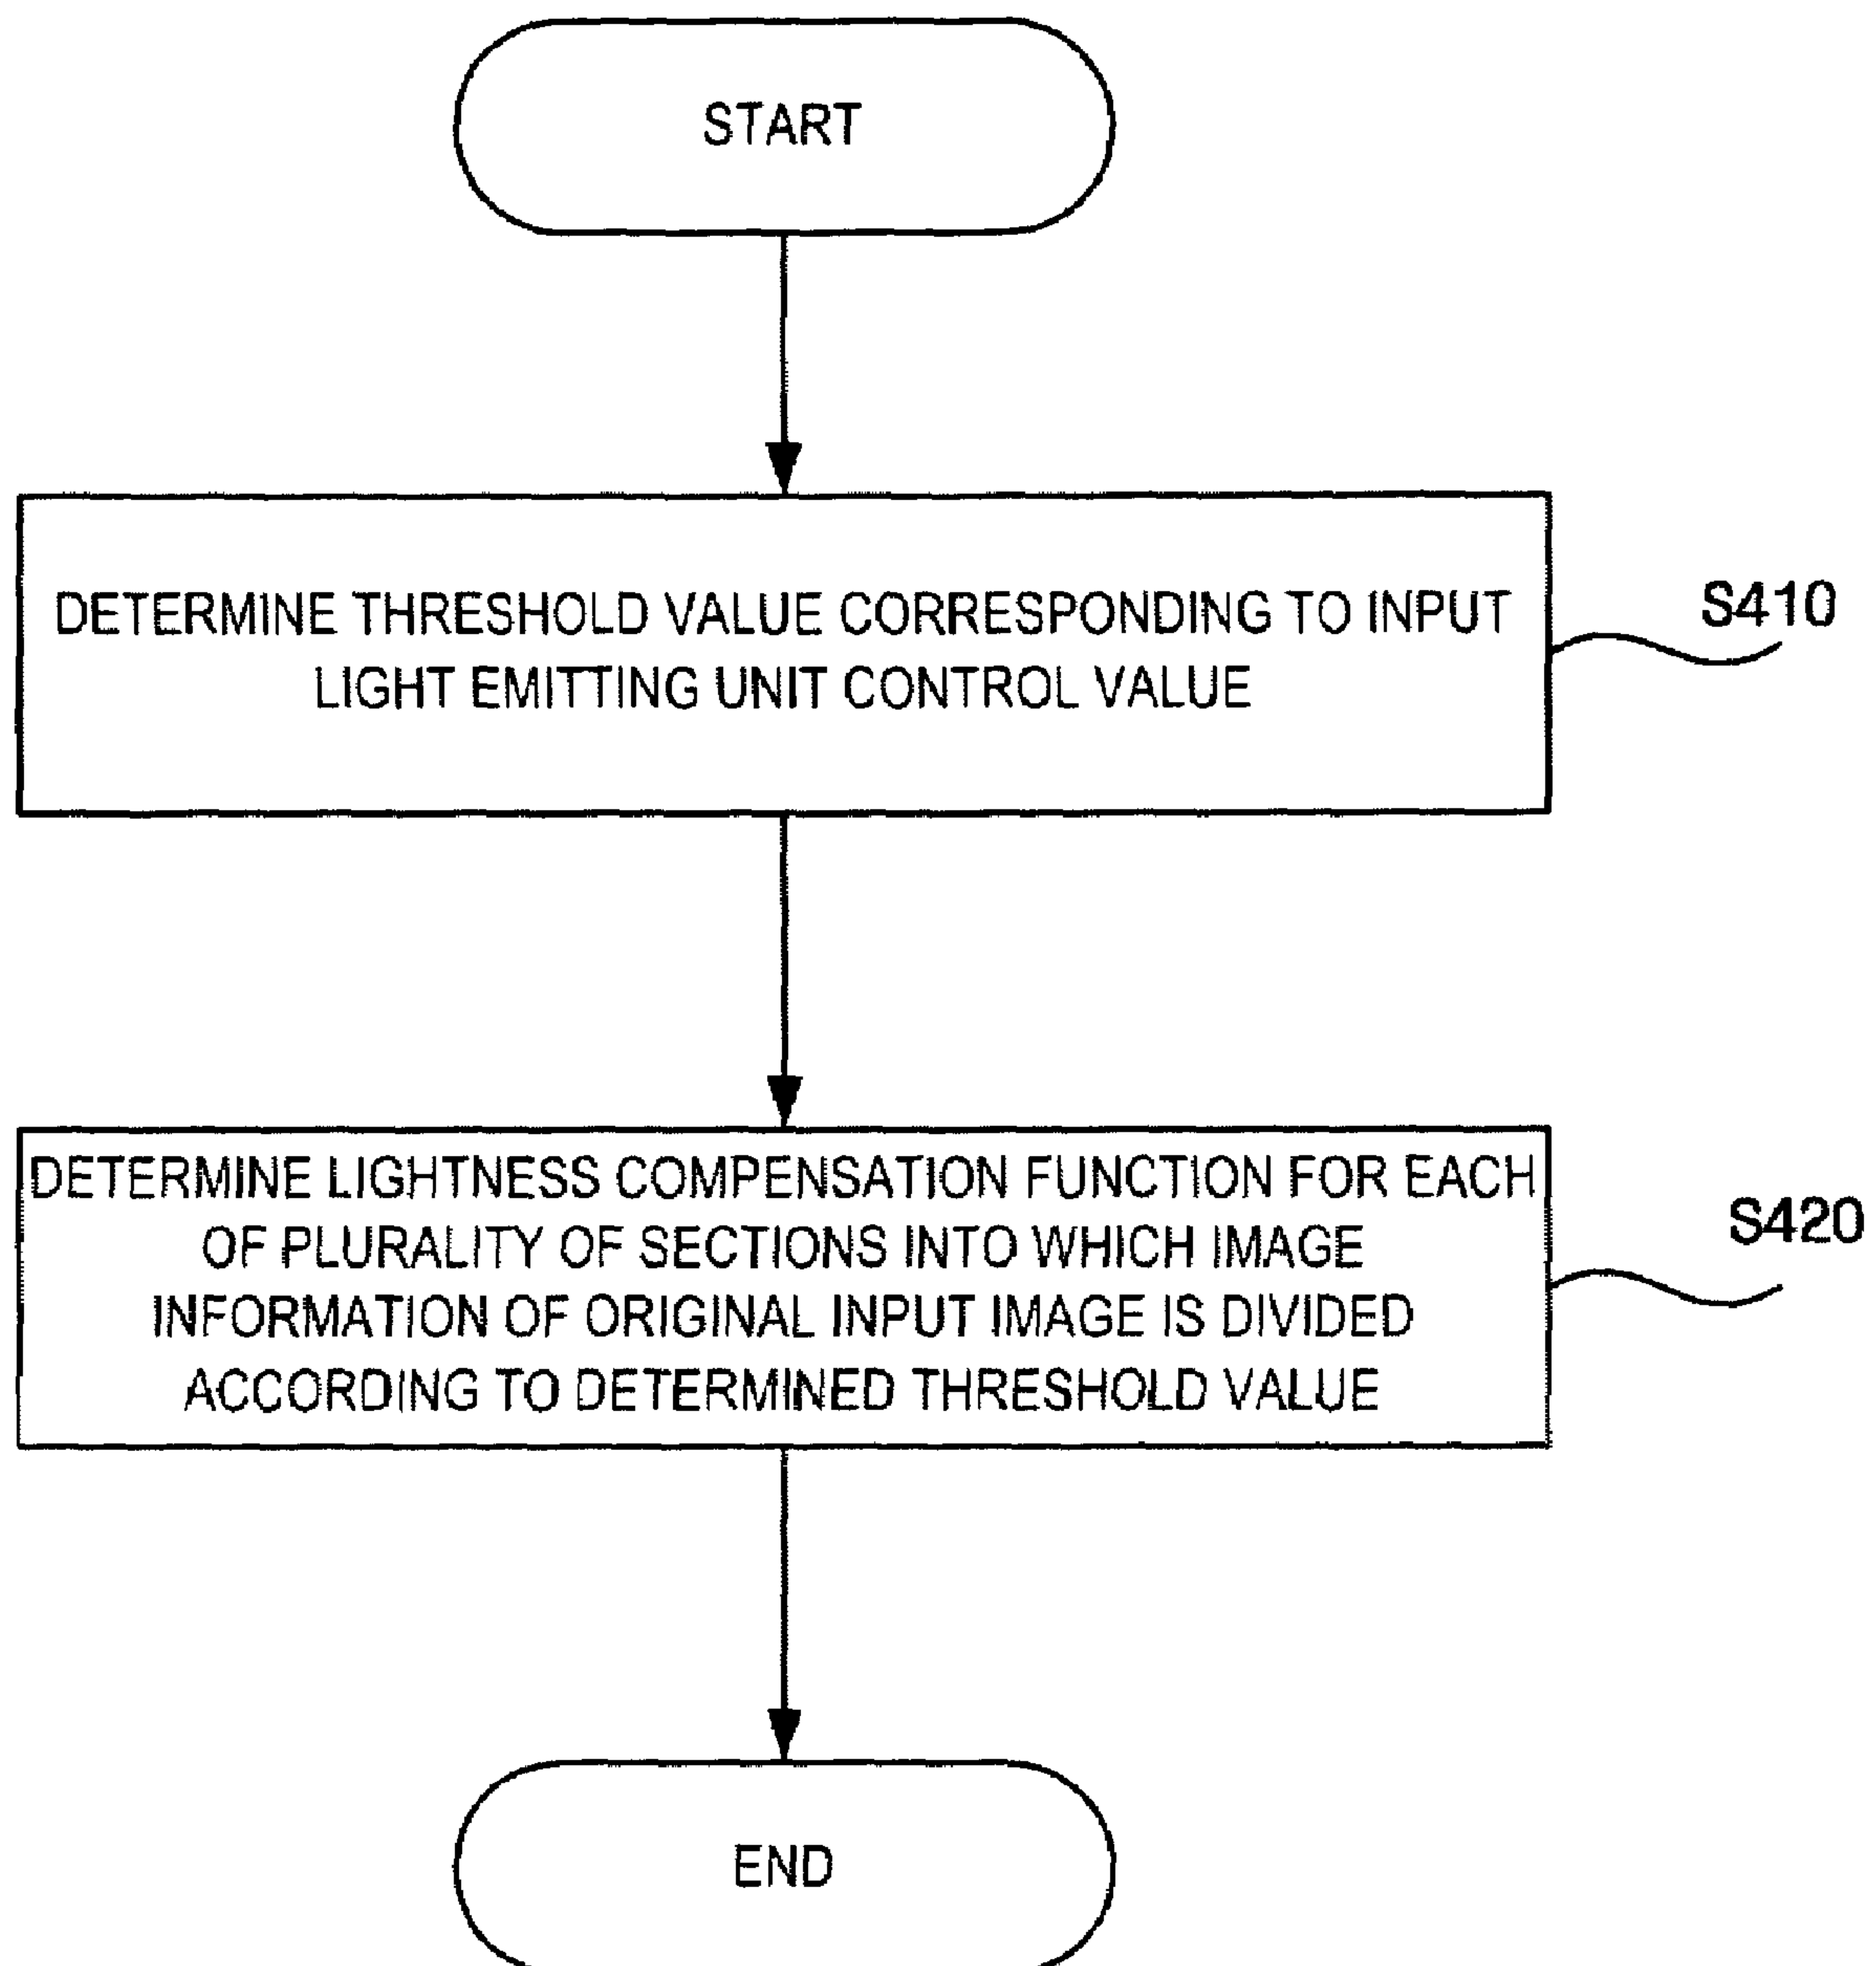 START
DETERMINE THRESHOLD VALUE CORRESPONDING TO INPUT
LIGHT EMITTING UNIT CONTROL VALUE
S410
DETERMINE LIGHTNESS COMPENSATION FUNCTION FOR EACH
OF PLURALITY OF SECTIONS INTO WHICH IMAGE
INFORMATION OF ORIGINAL INPUT IMAGE IS DIVIDED
ACCORDING TO DETERMINED THRESHOLD VALUE
S420
END